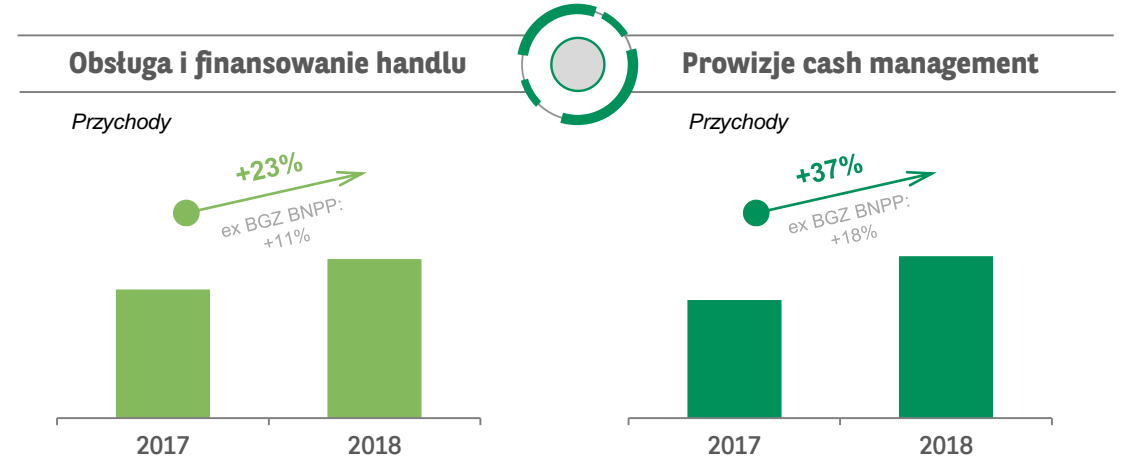 Obsługa i finansowanie handlu
Przychody
+23%
ex BGZ BNPP:
+11%
2017
2018
Prowizje cash management
Przychody
+37%
ex BGZ BNPP:
+18%
2017
2018